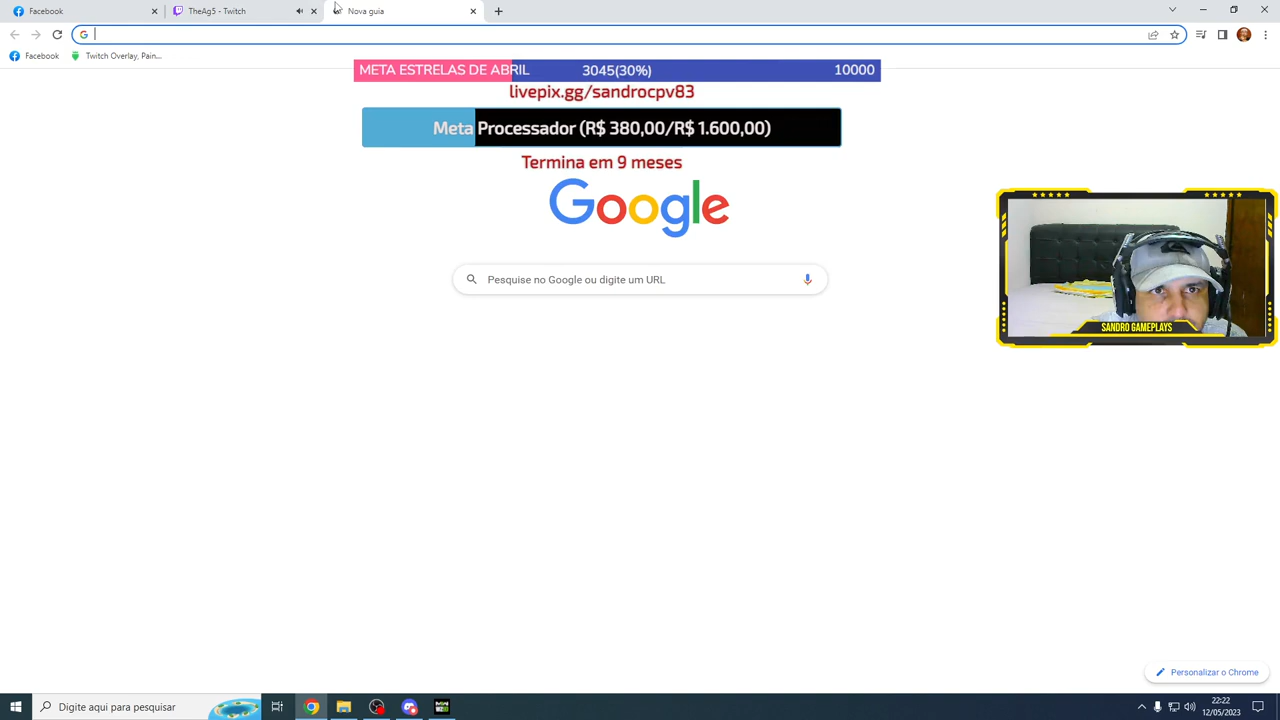 Facebook
TheAg5 - Twitch
Nova guia
Facebook
Twitch Overlay, Pain...
META ESTRELAS DE ABRIL 3045(30%) 10000
livepix.gg/sandrocpv83
Meta Processador (R$ 380,00/R$ 1.600,00)
Termina em 9 meses
Google
Pesquise no Google ou digite um URL
SANDRO GAMEPLAYS
Personalizar o Chrome
Digite aqui para pesquisar
22:22
12/05/2023